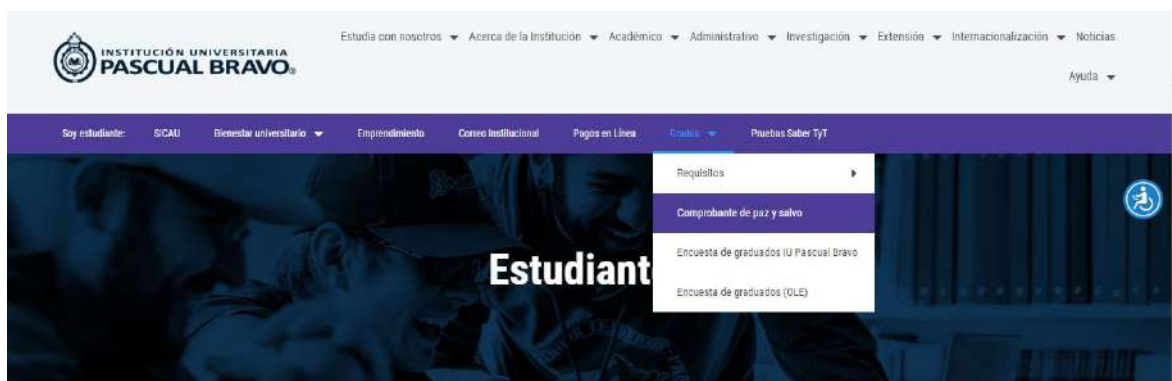 INSTITUCIÓN UNIVERSITARIA
PASCUAL BRAVO®
Estudia con nosotros Acerca de la Institución Académico Administrativo Investigación Extensión Internacionalización Noticias
Ayuda
Soy estudiante: SICAU Bienestar universitario Emprendimiento Correo Institucional Pagos en Línea Grados Pruebas Saber TyT
Requisitos
Comprobante de paz y salvo
Estudiant
Encuesta de graduados IU Pascual Bravo
Encuesta de graduados (OLE)